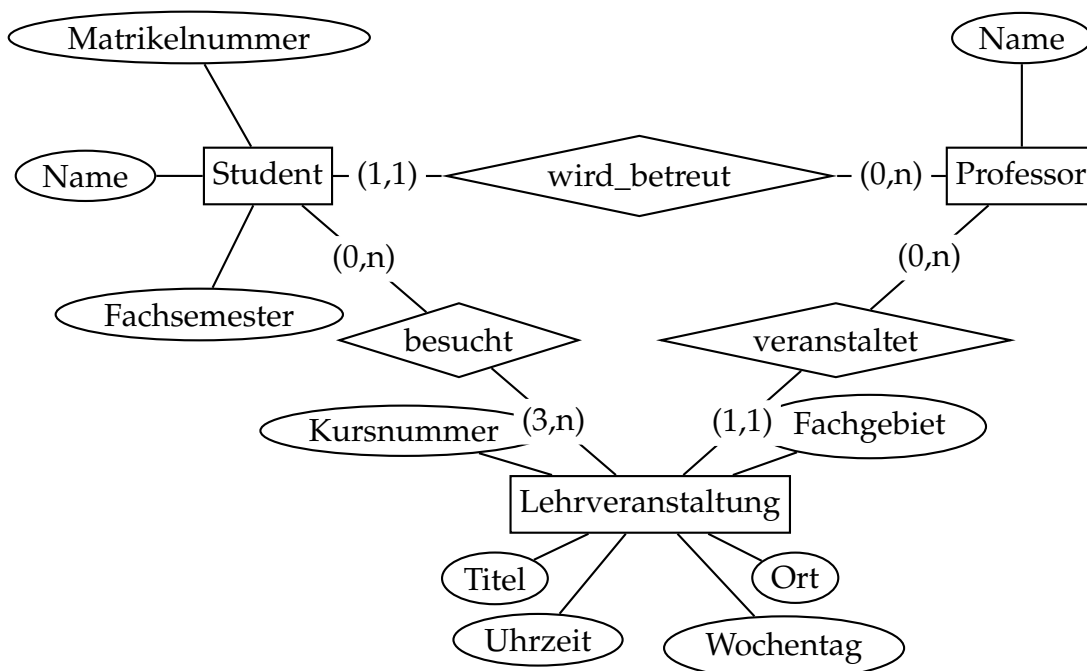 Matrikelnummer
Name
Name
Student
(1,1)
wird_betreut
(0,n)
Professor
(0,n)
(0,n)
Fachsemester
besucht
veranstaltet
Kursnummer
(3,n)
(1,1)
Fachgebiet
Lehrveranstaltung
Titel
Ort
Uhrzeit
Wochentag